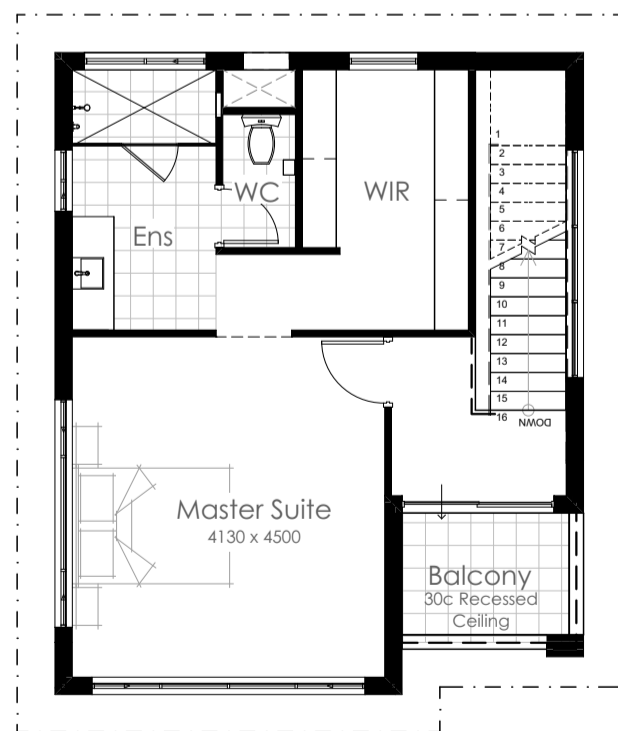 WC
WIR
Ens
1
2
3
4
5
6
7
8
9
10
11
12
13
14
15
16
DOWN
Master Suite
4130 x 4500
Balcony
30c Recessed
Ceiling